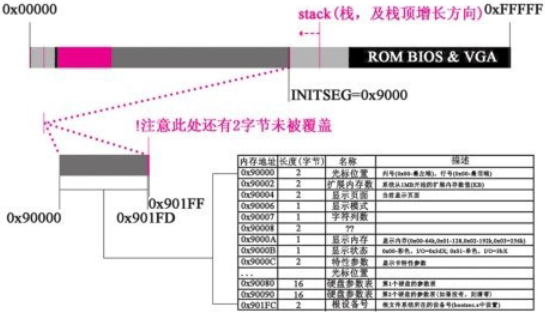 0x00000
stack(栈，及栈顶增长方向)
0xFFFFF
ROM BIOS & VGA
INITSEG=0x9000
!注意此处还有2字节未被覆盖
0x901FF
0x90000
0x901FD
内存地址 长度(字节) 名称 描述
0x90000 2 光标位置 列号(0x00-最左端)，行号(0x00-最顶端)
0x90002 2 扩展内存数 系统从1MB开始的扩展内存数值(KB)
0x90004 2 显示页面 当前显示页面
0x90006 1 显示模式
0x90007 1 字符列数
0x90008 2 ??
0x9000A 1 显示内存 显示内存(0x00-64k,0x01-128,0x02-192k,0x03=256k)
0x9000B 1 显示状态 0x00-彩色，I/O=0x3dX; 0x01-单色，I/O=3bX
0x9000C 2 特性参数 显示卡特性参数
... 光标位置
0x90080 16 硬盘参数表 第1个硬盘的参数表
0x90090 16 硬盘参数表 第2个硬盘的参数表(如果没有，则清零)
0x901FC 2 根设备号 根文件系统所在的设备号(bootsec.s中设置)